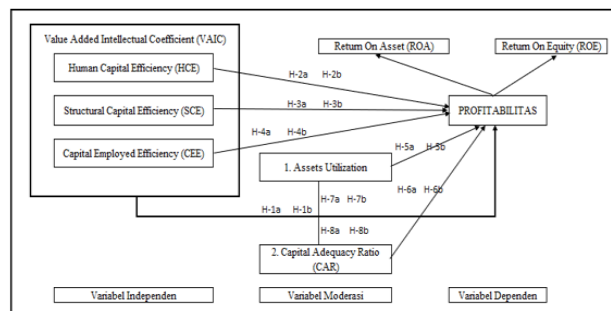 Value Added Intellectual Coefficient (VAIC)
Return On Asset (ROA)
Return On Equity (ROE)
Human Capital Efficiency (HCE)
H-2a H-2b
Structural Capital Efficiency (SCE)
H-3a H-3b
PROFITABILITAS
H-4a H-4b
Capital Employed Efficiency (CEE)
H-5a H-5b
1. Assets Utilization
H-6a H-6b
H-7a H-7b
H-1a H-1b
H-8a H-8b
2. Capital Adequacy Ratio
(CAR)
Variabel Independen
Variabel Moderasi
Variabel Dependen